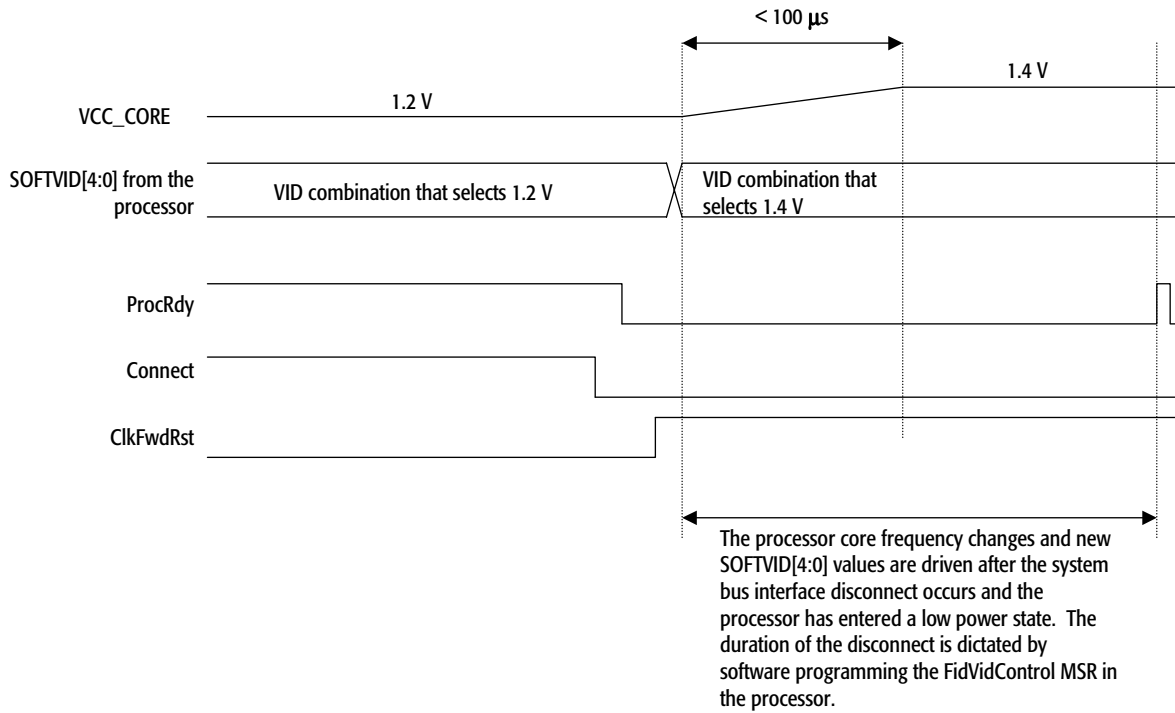 < 100 µs
1.4 V
1.2 V
VCC_CORE
SOFTVID[4:0] from the
processor
VID combination that selects 1.2 V
VID combination that
selects 1.4 V
ProcRdy
Connect
ClkFwdRst
The processor core frequency changes and new
SOFTVID[4:0] values are driven after the system
bus interface disconnect occurs and the
processor has entered a low power state. The
duration of the disconnect is dictated by
software programming the FidVidControl MSR in
the processor.